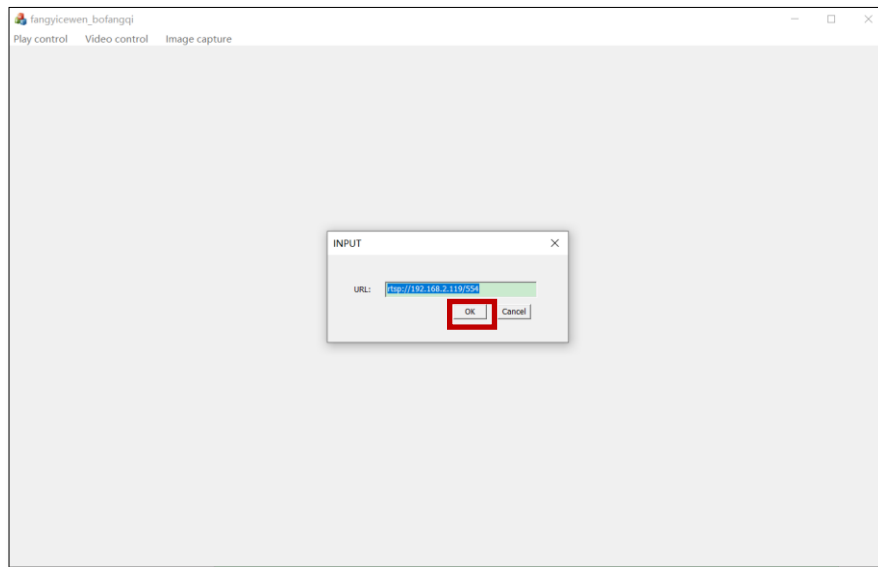 fangyicewen_bofangqi
Play control Video control Image capture
INPUT
URL: rtsp://192.168.2.119/554
OK Cancel